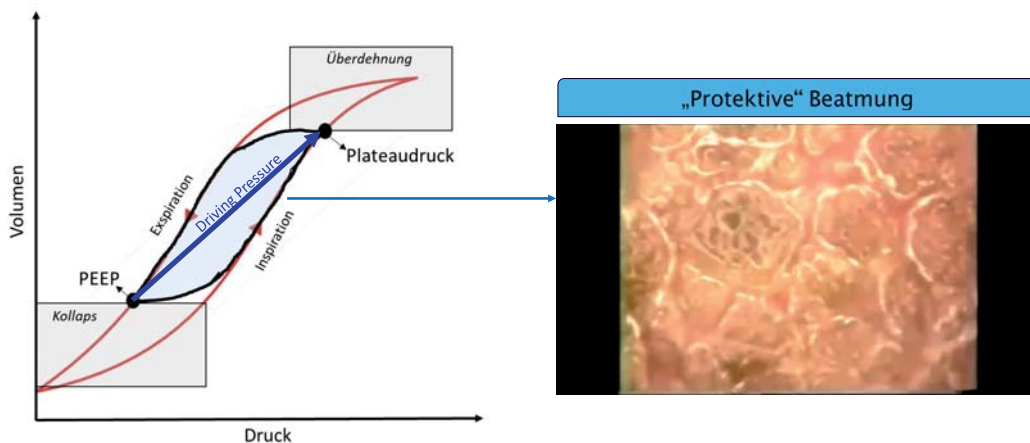 Überdehnung
Plateaudruck
Driving Pressure
Exspiration
Inspiration
PEEP
Kollaps
Volumen
Druck
„Protektive“ Beatmung